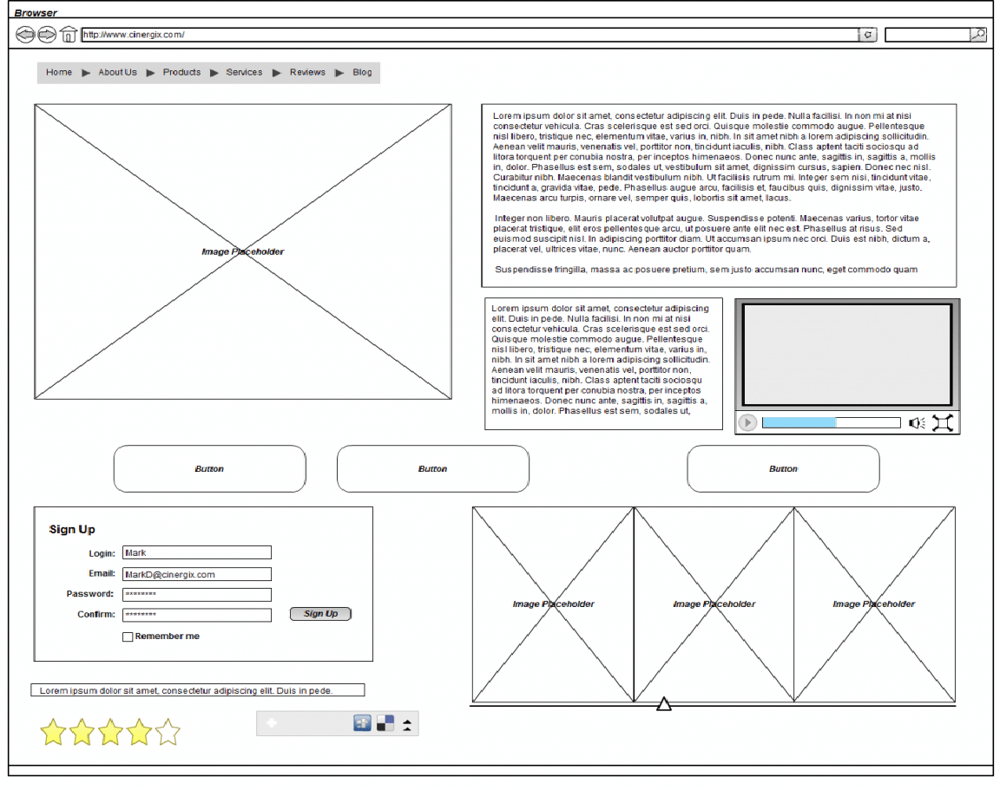 Browser
http://www.cinergix.com/
Home About Us Products Services Reviews Blog
Image Placeholder
Lorem ipsum dolor sit amet, consectetur adipiscing elit. Duis in pede. Nulla facilisi. In non mi at nisi
consectetur vehicula. Cras scelerisque est sed orci. Quisque molestie commodo augue. Pellentesque
nisl libero, tristique nec, elementum vitae, varius in, nibh. In sit amet nibh a lorem adipiscing sollicitudin.
Aenean velit mauris, venenatis vel, porttitor non, tincidunt iaculis, nibh. Class aptent taciti sociosqu ad
litora torquent per conubia nostra, per inceptos himenaeos. Donec nunc ante, sagittis in, sagittis a, mollis
in, dolor. Phasellus est sem, sodales ut, vestibulum sit amet, dignissim cursus, sapien. Donec nec nisl.
Curabitur nibh. Maecenas blandit vestibulum nibh. Ut facilisis rutrum mi. Integer sem nisi, tincidunt vitae,
tincidunt a, gravida vitae, pede. Phasellus augue arcu, facilisis et, faucibus quis, dignissim vitae, justo.
Maecenas arcu turpis, ornare vel, semper quis, lobortis sit amet, lacus.
Integer non libero. Mauris placerat volutpat augue. Suspendisse potenti. Maecenas varius, tortor vitae
placerat tristique, elit eros pellentesque arcu, ut posuere ante elit nec est. Phasellus at risus. Sed
euismod suscipit nisl. In adipiscing porttitor diam. Ut accumsan ipsum nec orci. Duis est nibh, dictum a,
placerat vel, ultrices vitae, nunc. Aenean auctor porttitor quam.
Suspendisse fringilla, massa ac posuere pretium, sem justo accumsan nunc, eget commodo quam
Lorem ipsum dolor sit amet, consectetur adipiscing
elit. Duis in pede. Nulla facilisi. In non mi at nisi
consectetur vehicula. Cras scelerisque est sed orci.
Quisque molestie commodo augue. Pellentesque
nisl libero, tristique nec, elementum vitae, varius in,
nibh. In sit amet nibh a lorem adipiscing sollicitudin.
Aenean velit mauris, venenatis vel, porttitor non,
tincidunt iaculis, nibh. Class aptent taciti sociosqu
ad litora torquent per conubia nostra, per inceptos
himenaeos. Donec nunc ante, sagittis in, sagittis a,
mollis in, dolor. Phasellus est sem, sodales ut,
Button
Button
Button
Sign Up
Login: Mark
Email: MarkD@cinergix.com
Password: ********
Confirm: ********
Sign Up
Remember me
Image Placeholder
Image Placeholder
Image Placeholder
Lorem ipsum dolor sit amet, consectetur adipiscing elit. Duis in pede.